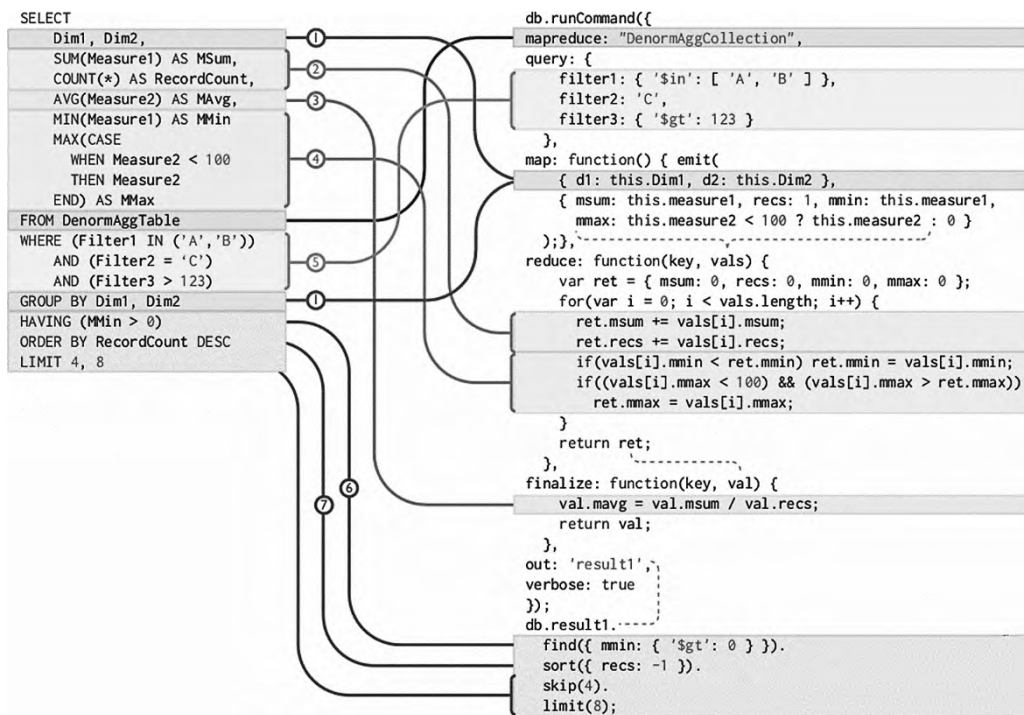 SELECT
Dim1, Dim2,
SUM(Measure1) AS MSum,
COUNT(*) AS RecordCount,
AVG(Measure2) AS MAvg,
MIN(Measure1) AS MMin
MAX(CASE
WHEN Measure2 < 100
THEN Measure2
END) AS MMax
FROM DenormAggTable
WHERE (Filter1 IN ('A','B'))
AND (Filter2 = 'C')
AND (Filter3 > 123)
GROUP BY Dim1, Dim2
HAVING (MMin > 0)
ORDER BY RecordCount DESC
LIMIT 4, 8
1
2
3
4
5
1
6
7
db.runCommand({
mapreduce: "DenormAggCollection",
query: {
filter1: { '$in': [ 'A', 'B' ] },
filter2: 'C',
filter3: { '$gt': 123 }
},
map: function() { emit(
{ d1: this.Dim1, d2: this.Dim2 },
{ msum: this.measure1, recs: 1, mmin: this.measure1,
mmax: this.measure2 < 100 ? this.measure2 : 0 }
);},
reduce: function(key, vals) {
var ret = { msum: 0, recs: 0, mmin: 0, mmax: 0 };
for(var i = 0; i < vals.length; i++) {
ret.msum += vals[i].msum;
ret.recs += vals[i].recs;
if(vals[i].mmin < ret.mmin) ret.mmin = vals[i].mmin;
if((vals[i].mmax < 100) && (vals[i].mmax > ret.mmax))
ret.mmax = vals[i].mmax;
}
return ret;
},
finalize: function(key, val) {
val.mavg = val.msum / val.recs;
return val;
},
out: 'result1',
verbose: true
});
db.result1.
find({ mmin: { '$gt': 0 } }).
sort({ recs: -1 }).
skip(4).
limit(8);